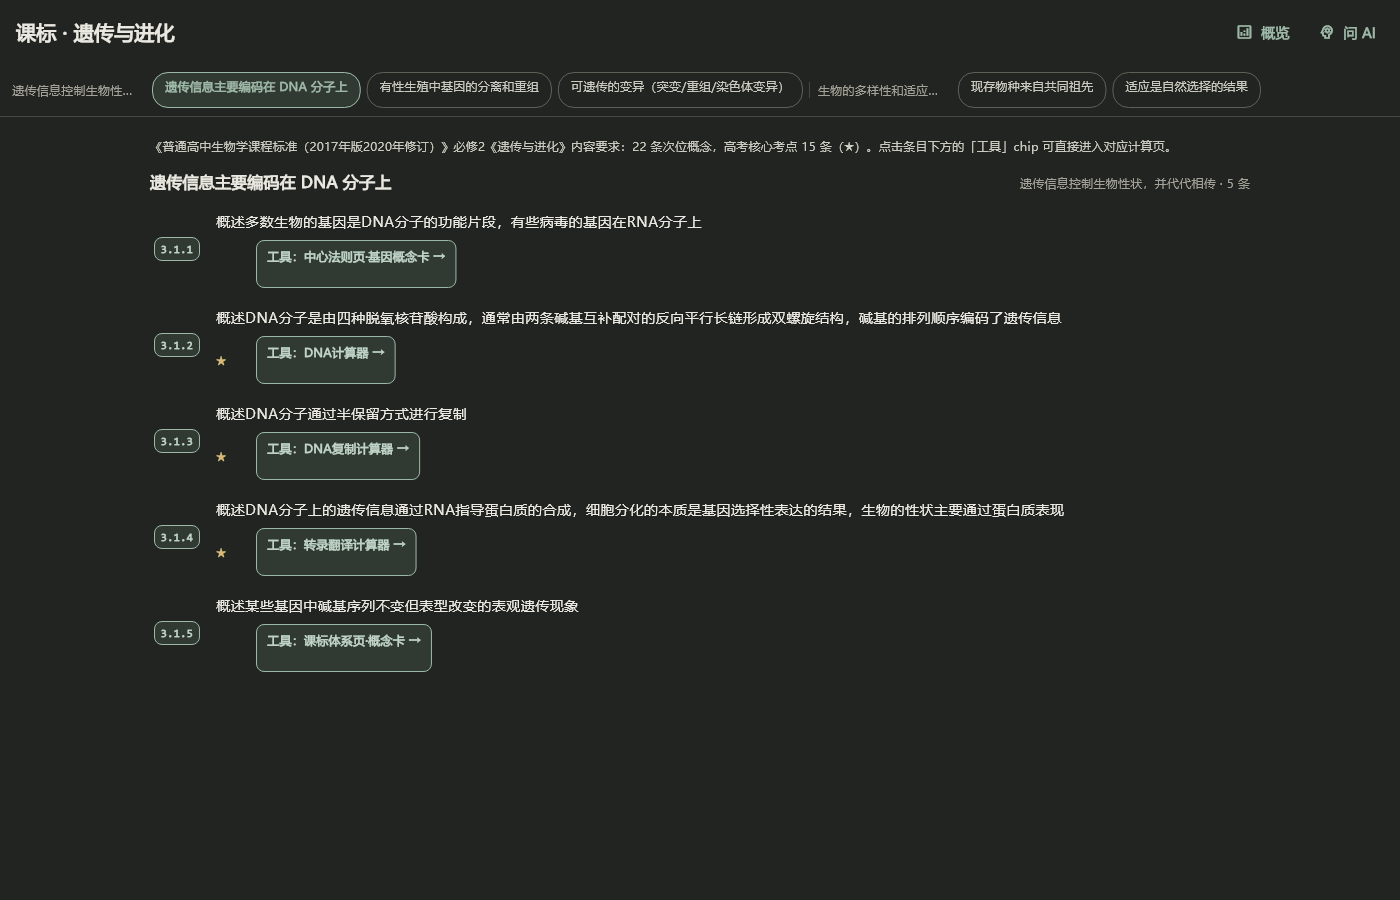 课标 · 遗传与进化
概览
问 AI
遗传信息控制生物性...
遗传信息主要编码在 DNA 分子上
有性生殖中基因的分离和重组
可遗传的变异（突变/重组/染色体变异）
生物的多样性和适应...
现存物种来自共同祖先
适应是自然选择的结果
《普通高中生物学课程标准（2017年版2020年修订）》必修2《遗传与进化》内容要求：22 条次位概念，高考核心考点 15 条（★）。点击条目下方的「工具」chip 可直接进入对应计算页。
遗传信息主要编码在 DNA 分子上
遗传信息控制生物性状，并代代相传 · 5 条
概述多数生物的基因是DNA分子的功能片段，有些病毒的基因在RNA分子上
3.1.1
工具：中心法则页·基因概念卡 →
概述DNA分子是由四种脱氧核苷酸构成，通常由两条碱基互补配对的反向平行长链形成双螺旋结构，碱基的排列顺序编码了遗传信息
3.1.2
★
工具：DNA计算器 →
概述DNA分子通过半保留方式进行复制
3.1.3
★
工具：DNA复制计算器 →
概述DNA分子上的遗传信息通过RNA指导蛋白质的合成，细胞分化的本质是基因选择性表达的结果，生物的性状主要通过蛋白质表现
3.1.4
★
工具：转录翻译计算器 →
概述某些基因中碱基序列不变但表型改变的表观遗传现象
3.1.5
工具：课标体系页·概念卡 →